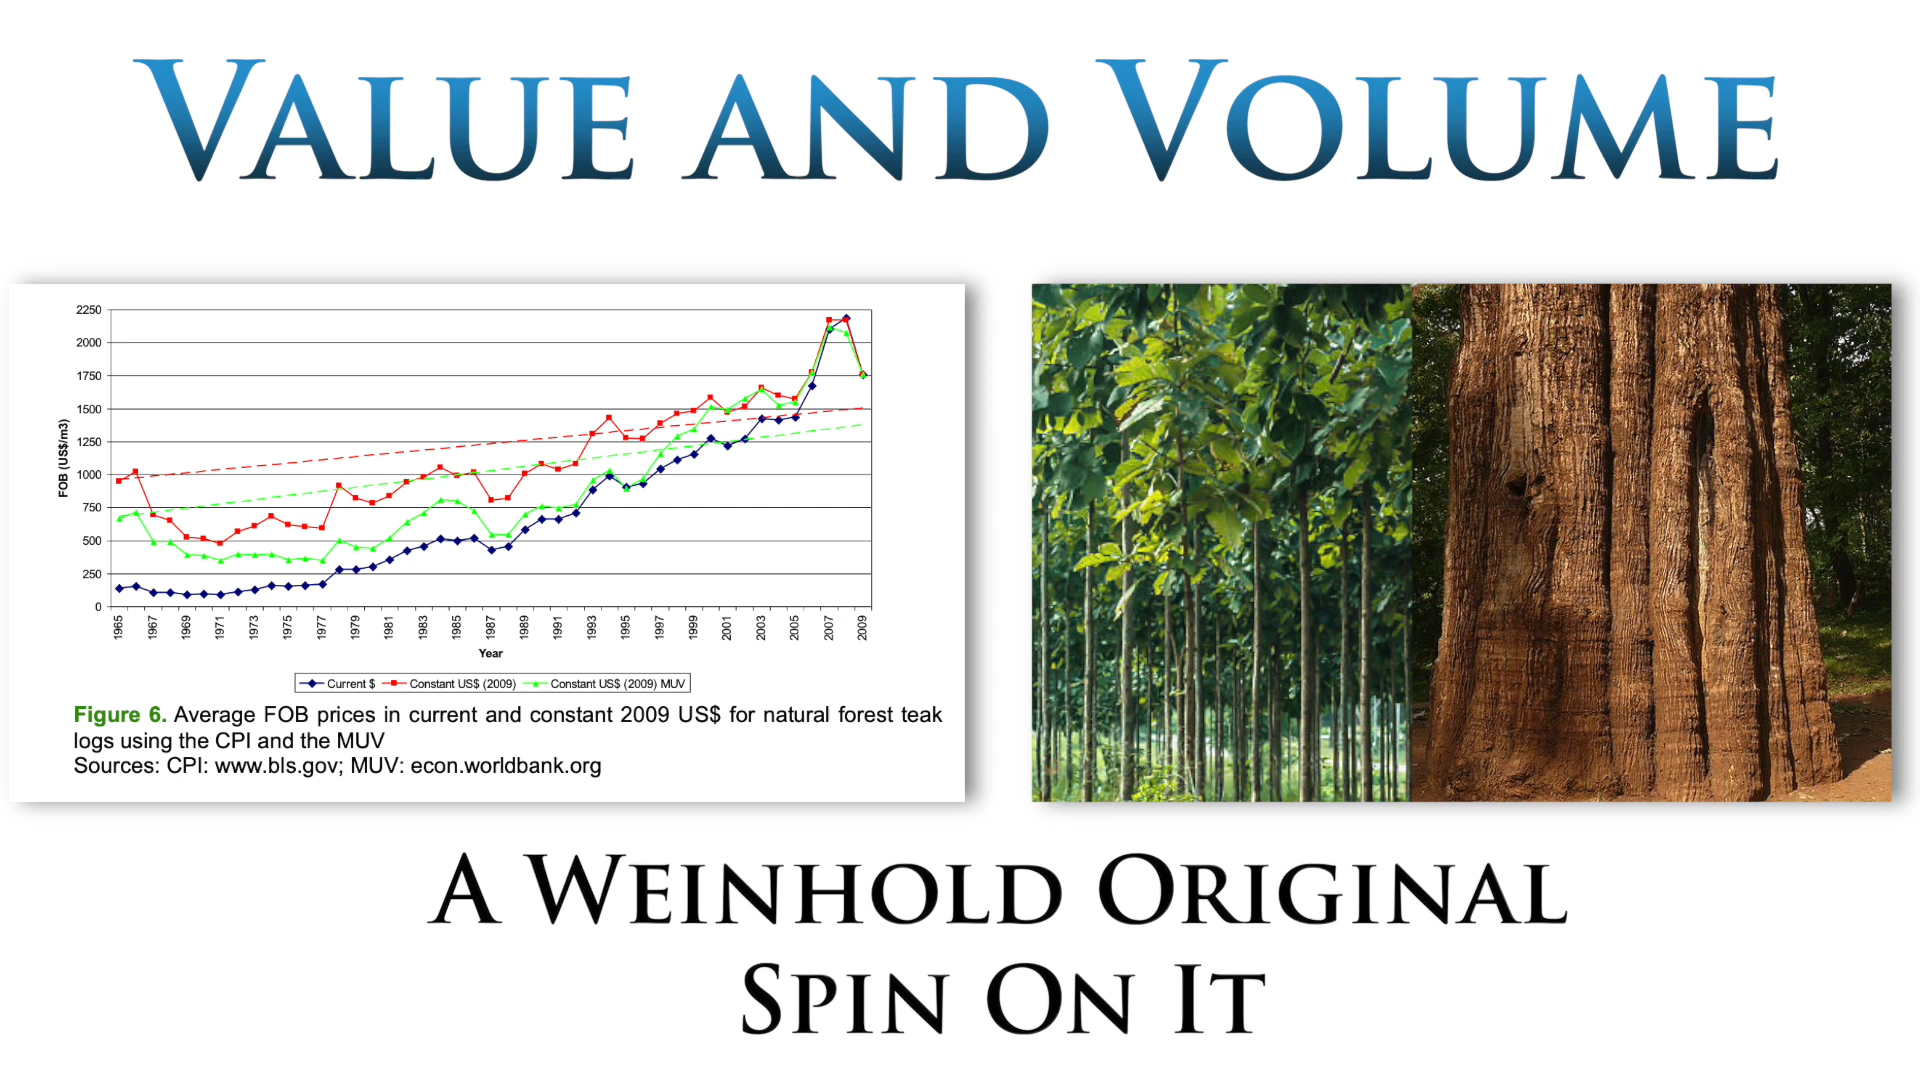 VALUE AND VOLUME
2250
2000
1750
1500
1250
1000
750
500
250
0
FOB (US$/m3)
1965 1967 1969 1971 1973 1975 1977 1979 1981 1983 1985 1987 1989 1991 1993 1995 1997 1999 2001 2003 2005 2007 2009
Year
Current $ Constant US$ (2009) Constant US$ (2009) MUV
Figure 6. Average FOB prices in current and constant 2009 US$ for natural forest teak
logs using the CPI and the MUV
Sources: CPI: www.bls.gov; MUV: econ.worldbank.org
A WEINHOLD ORIGINAL
SPIN ON IT